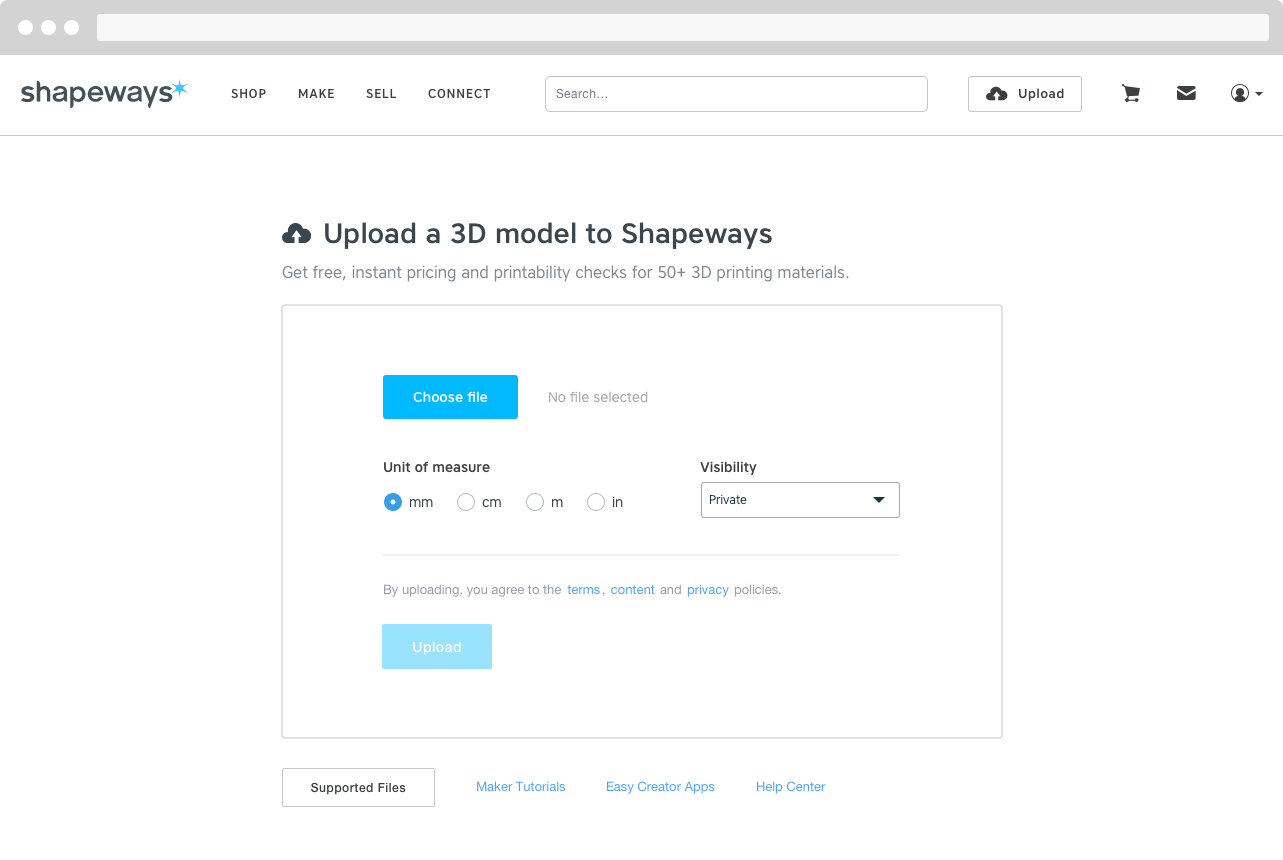 shapeways
SHOP MAKE SELL CONNECT Search... Upload
Upload a 3D model to Shapeways
Get free, instant pricing and printability checks for 50+ 3D printing materials.
Choose file No file selected
Unit of measure Visibility
mm cm m in Private
By uploading, you agree to the terms, content and privacy policies.
Upload
Supported Files Maker Tutorials Easy Creator Apps Help Center